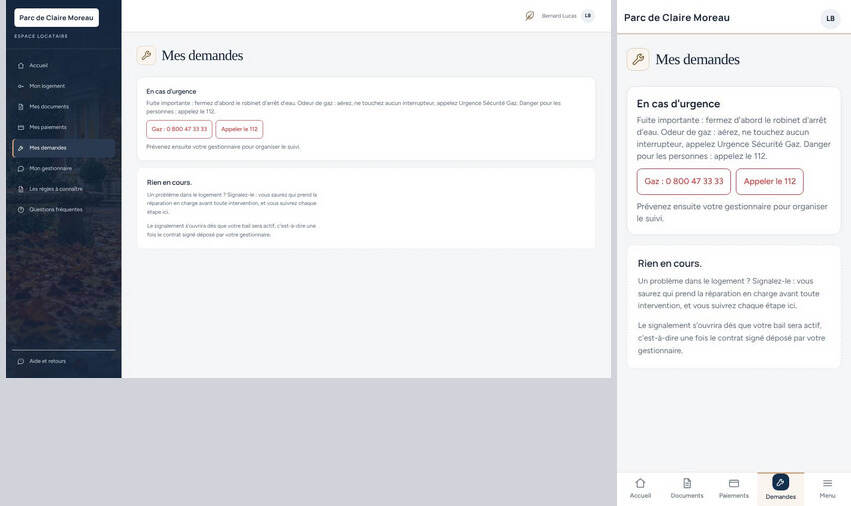 Parc de Claire Moreau
ESPACE LOCATAIRE
Accueil
Mon logement
Mes documents
Mes paiements
Mes demandes
Mon gestionnaire
Les règles à connaître
Questions fréquentes
Aide et retours
Bernard Lucas LB
Mes demandes
En cas d'urgence
Fuite importante : fermez d'abord le robinet d'arrêt d'eau. Odeur de gaz : aérez, ne touchez aucun interrupteur, appelez Urgence Sécurité Gaz. Danger pour les
personnes : appelez le 112.
Gaz : 0 800 47 33 33 Appeler le 112
Prévenez ensuite votre gestionnaire pour organiser le suivi.
Rien en cours.
Un problème dans le logement ? Signalez-le : vous saurez qui prend la
réparation en charge avant toute intervention, et vous suivrez chaque
étape ici.
Le signalement s'ouvrira dès que votre bail sera actif, c'est-à-dire une
fois le contrat signé déposé par votre gestionnaire.
Parc de Claire Moreau LB
Mes demandes
En cas d'urgence
Fuite importante : fermez d'abord le robinet d'arrêt
d'eau. Odeur de gaz : aérez, ne touchez aucun
interrupteur, appelez Urgence Sécurité Gaz. Danger
pour les personnes : appelez le 112.
Gaz : 0 800 47 33 33 Appeler le 112
Prévenez ensuite votre gestionnaire pour organiser
le suivi.
Rien en cours.
Un problème dans le logement ? Signalez-le : vous
saurez qui prend la réparation en charge avant toute
intervention, et vous suivrez chaque étape ici.
Le signalement s'ouvrira dès que votre bail sera actif,
c'est-à-dire une fois le contrat signé déposé par votre
gestionnaire.
Accueil Documents Paiements Demandes Menu